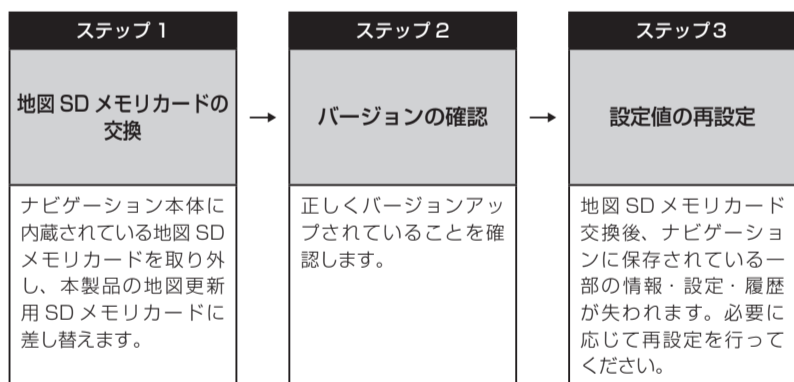 ステップ 1
地図 SD メモリカードの
交換
ナビゲーション本体に
内蔵されている地図 SD
メモリカードを取り外
し、本製品の地図更新
用 SD メモリカードに
差し替えます。
→
ステップ 2
バージョンの確認
正しくバージョンアッ
プされていることを確
認します。
→
ステップ3
設定値の再設定
地図 SD メモリカード
交換後、ナビゲーショ
ンに保存されている一
部の情報・設定・履歴
が失われます。必要に
応じて再設定を行って
ください。